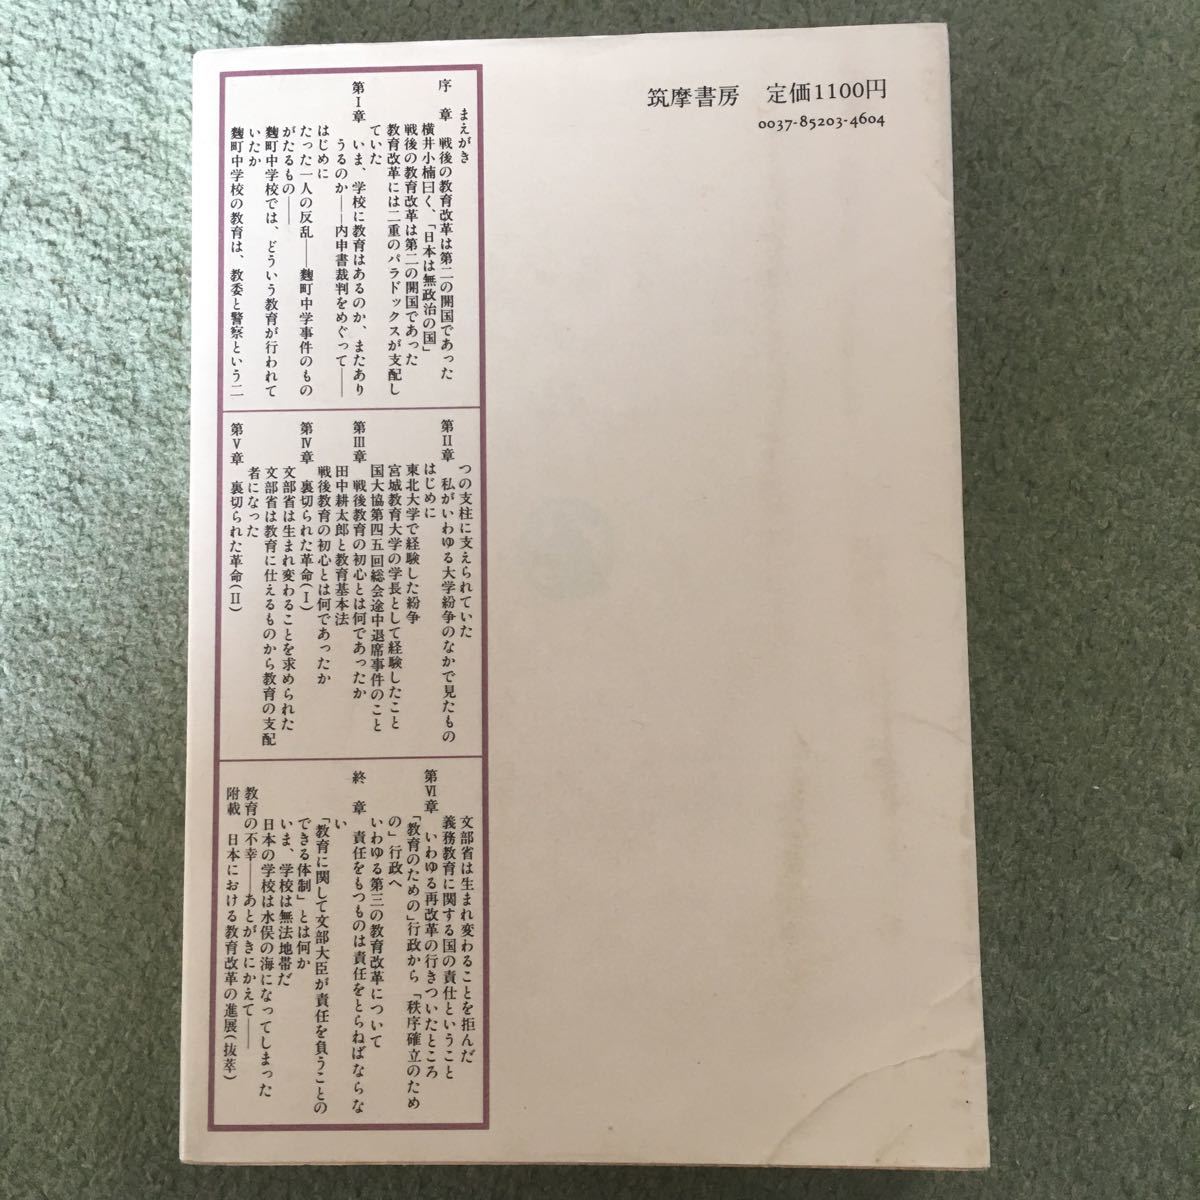 筑摩書房 定価1100円
0037-85203-4604
まえがき
序章 戦後の教育改革は第二の開国であった
横井小楠曰く、「日本は無政治の国」
戦後の教育改革は第二の開国であった
教育改革には二重のパラドックスが支配し
ていた
第Ⅰ章 いま、学校に教育はあるのか、またあり
うるのか——内申書裁判をめぐって——
はじめに
たった一人の反乱——麴町中学事件のもの
がたるもの——
麴町中学校では、どういう教育が行われて
いたか
麴町中学校の教育は、教委と警察という二
つの支柱に支えられていた
第Ⅱ章 私がいわゆる大学紛争のなかで見たもの
はじめに
東北大学で経験した紛争
宮城教育大学の学長として経験したこと
国大協第四五回総会途中退席事件のこと
第Ⅲ章 戦後教育の初心とは何であったか
田中耕太郎と教育基本法
戦後教育の初心とは何であったか
第Ⅳ章 裏切られた革命(Ⅰ)
文部省は生まれ変わることを求められた
文部省は教育に仕えるものから教育の支配
者になった
第Ⅴ章 裏切られた革命(Ⅱ)
文部省は生まれ変わることを拒んだ
義務教育に関する国の責任ということ
第Ⅵ章 いわゆる再改革の行きついたところ
「教育のための」行政から「秩序確立のため
の」行政へ
いわゆる第三の教育改革について
終章 責任をもつものは責任をとらねばならな
い
「教育に関して文部大臣が責任を負うことの
できる体制」とは何か
いま、学校は無法地帯だ
日本の学校は水俣の海になってしまった
教育の不幸——あとがきにかえて——
附載 日本における教育改革の進展(抜萃)